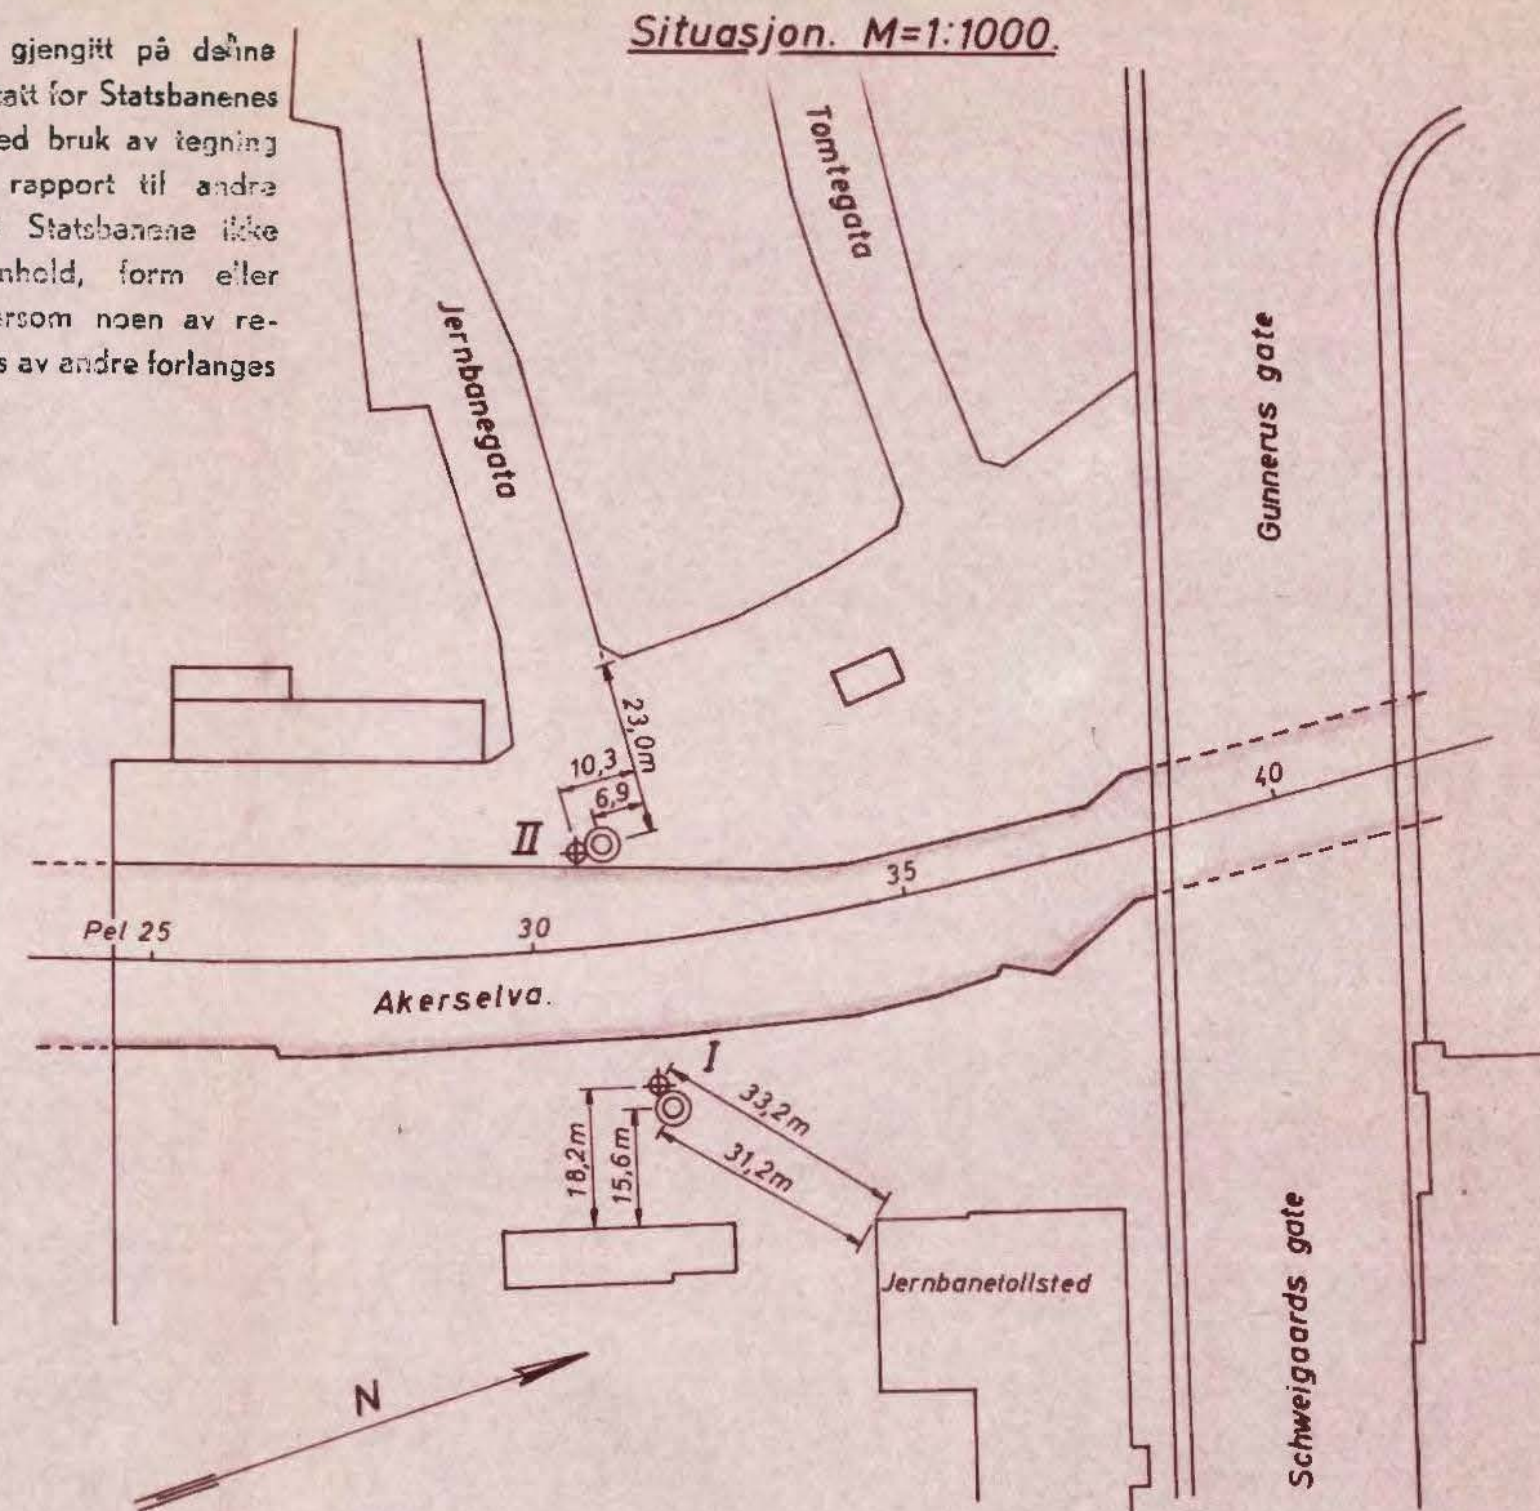 Situasjon. M=1:1000.
gjengitt på denne
tatt for Statsbanenes
ed bruk av tegning
rapport til andre
Statsbanene ikke
nhold, form eller
ersom noen av re-
s av andre forlanges
Tomtegata
Jernbanegata
Gunnerus gate
23,0m
10,3
6,9
II
40
35
30
Pel 25
Akerselva.
I
33,2m
31,2m
18,2m
15,6m
Jernbanetollsted
Schweigaards gate
N